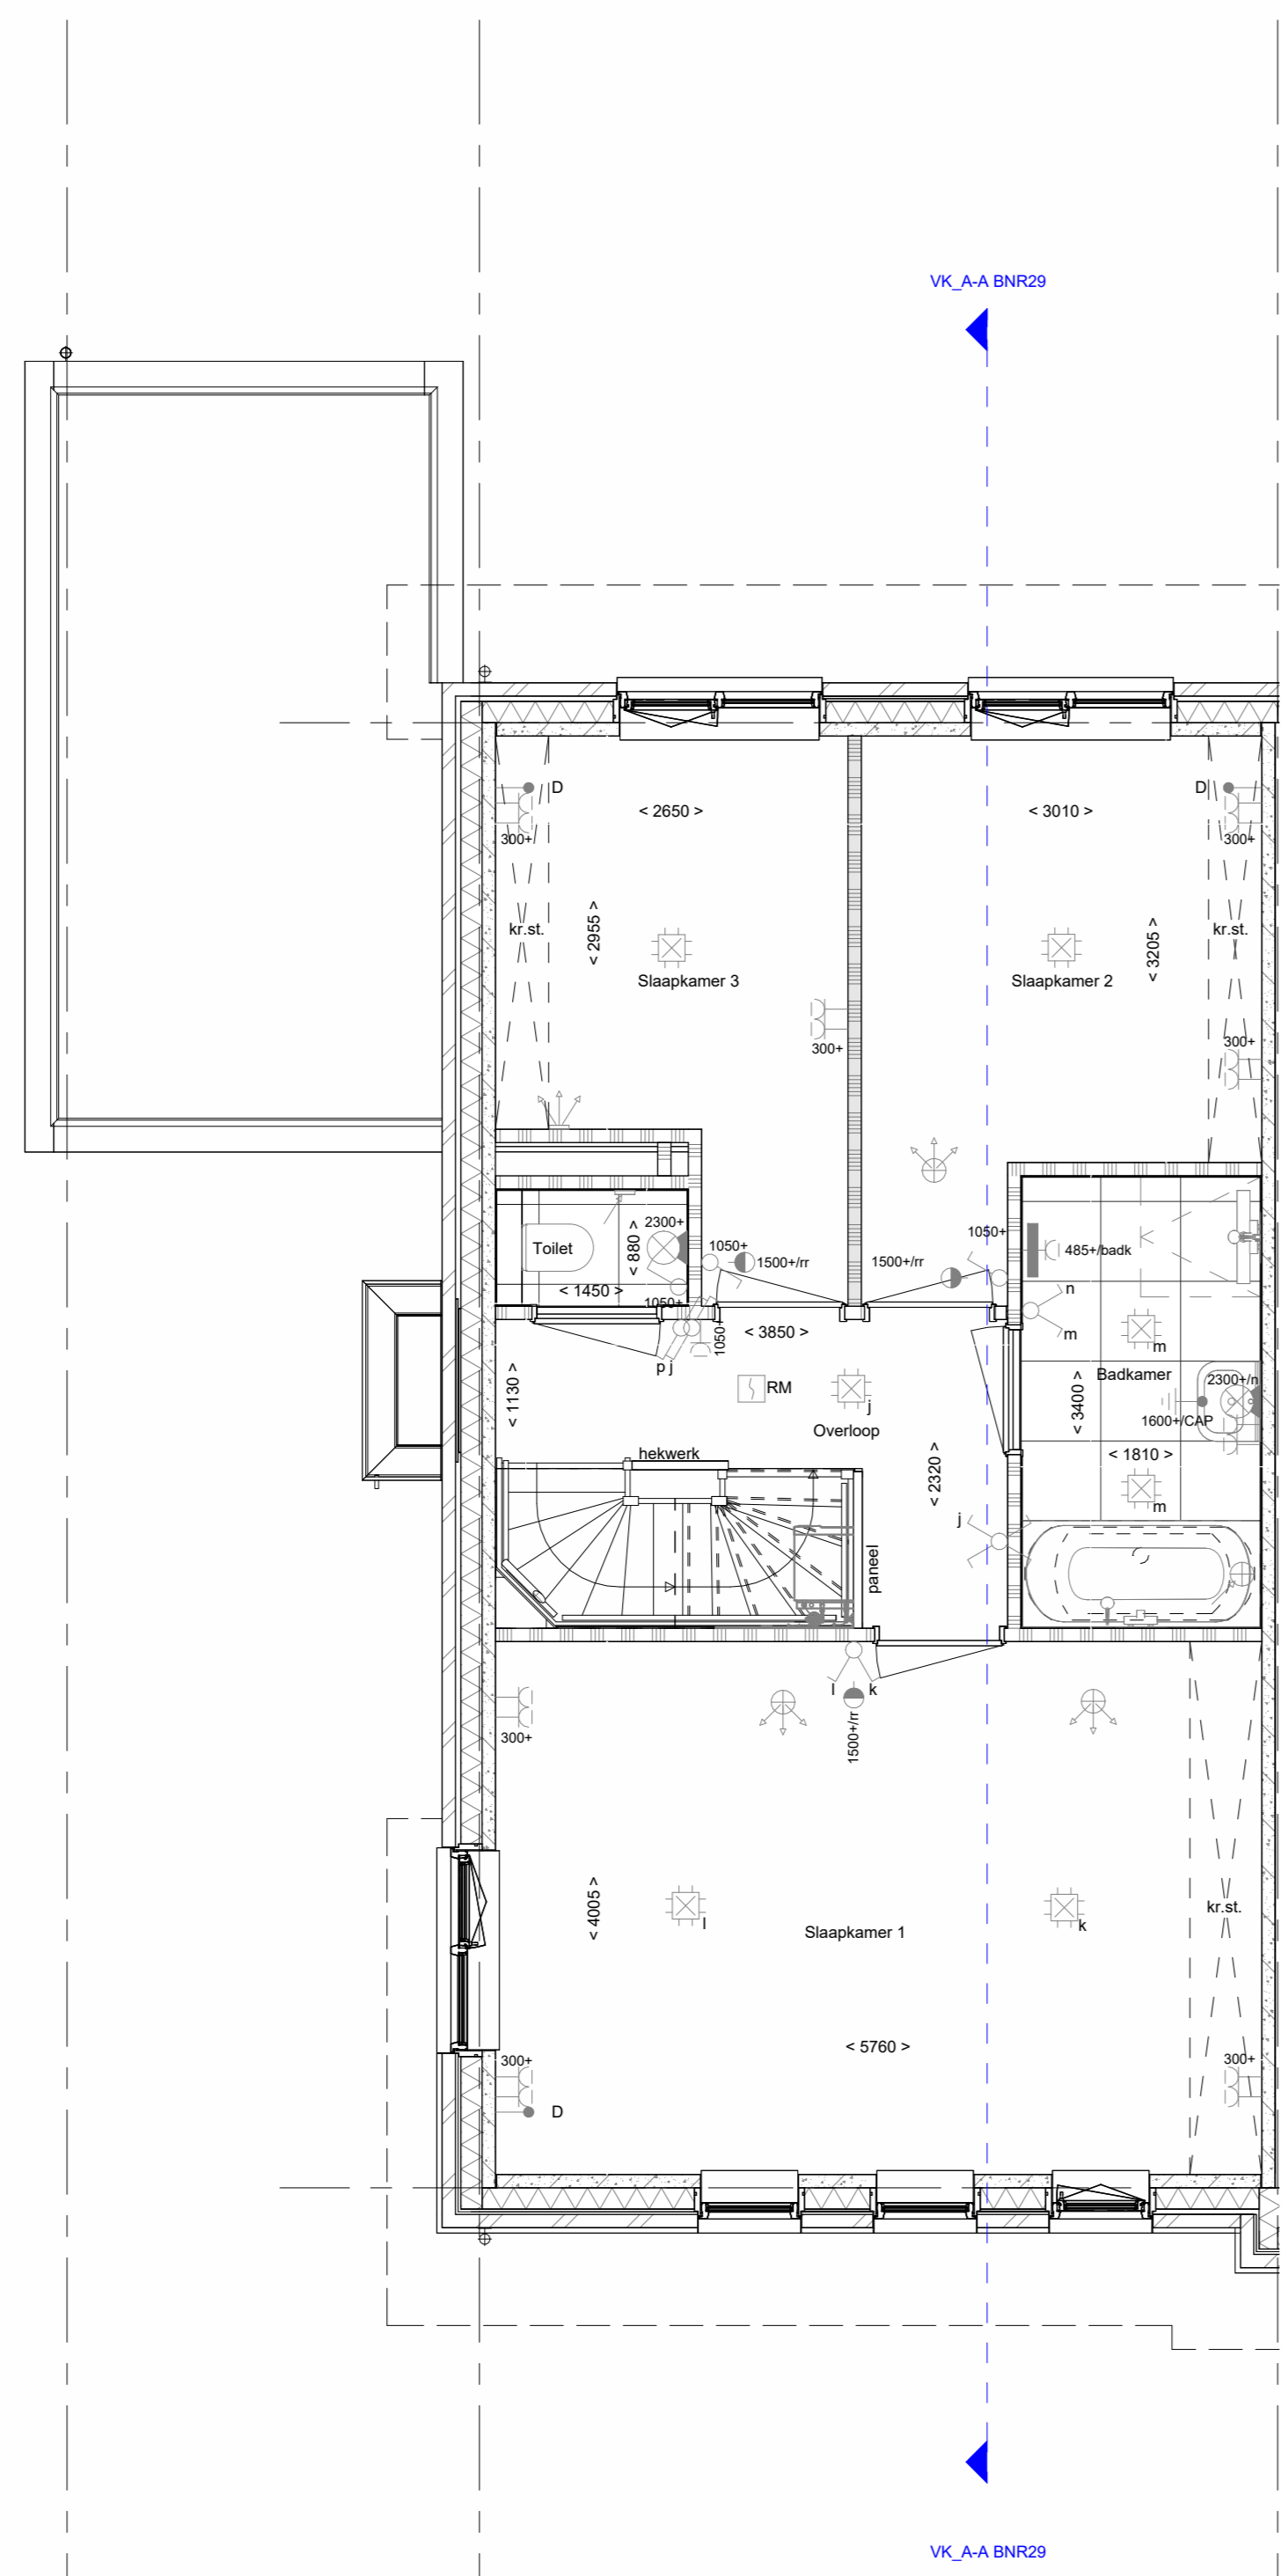 VK_A-A BNR29
D
D
< 2650 >
< 3010 >
300+
300+
kr.st.
< 2955 >
< 3205 >
kr.st.
Slaapkamer 3
Slaapkamer 2
300+
300+
2300+
1050+
Toilet
< 880 >
1050+
1500+/rr
1500+/rr
485+/badk
< 1450 >
1050+
n
m
< 3850 >
1050+
m
p j
Badkamer
2300+/n
RM
< 1130 >
j
< 3400 >
1600+/CAP
Overloop
hekwerk
< 1810 >
< 2320 >
m
j
paneel
l
k
300+
1500+/rr
< 4005 >
l
Slaapkamer 1
k
kr.st.
< 5760 >
300+
300+
D
VK_A-A BNR29